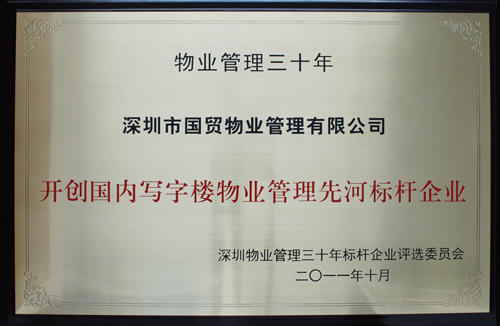 物业管理三十年
深圳市国贸物业管理有限公司
开创国内写字楼物业管理先河标杆企业
深圳物业管理三十年标杆企业评选委员会
二〇一一年十月